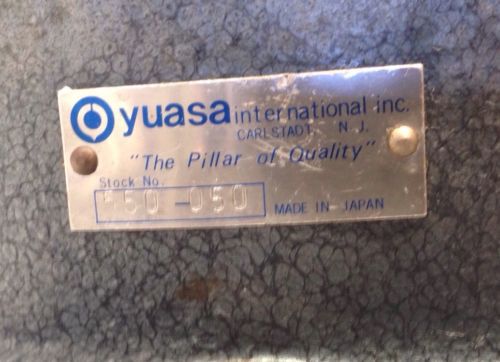 yuasa international inc.
CARLSTADT, N. J.
"The Pillar of Quality"
Stock No.
550-050
MADE IN JAPAN